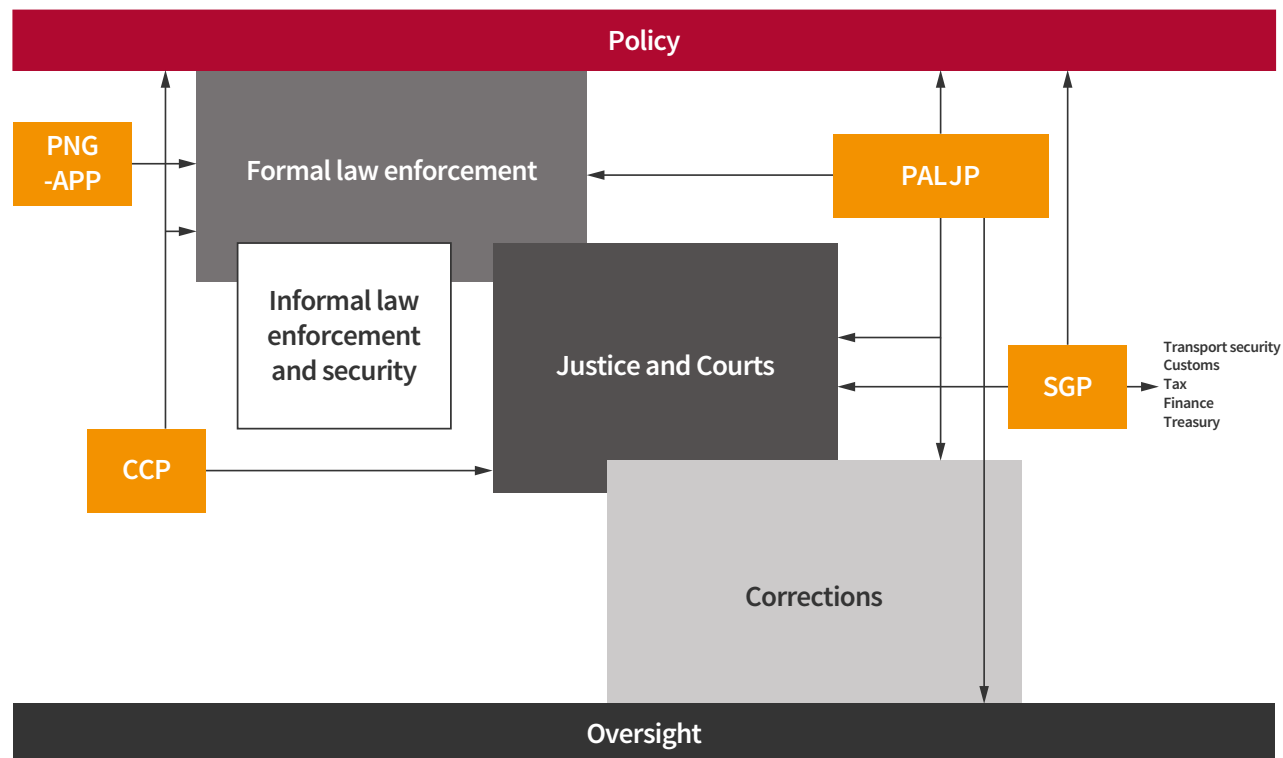 Policy
PNG
-APP
Formal law enforcement
PALJP
Informal law
enforcement
and security
Justice and Courts
SGP
Transport security
Customs
Tax
Finance
Treasury
CCP
Corrections
Oversight